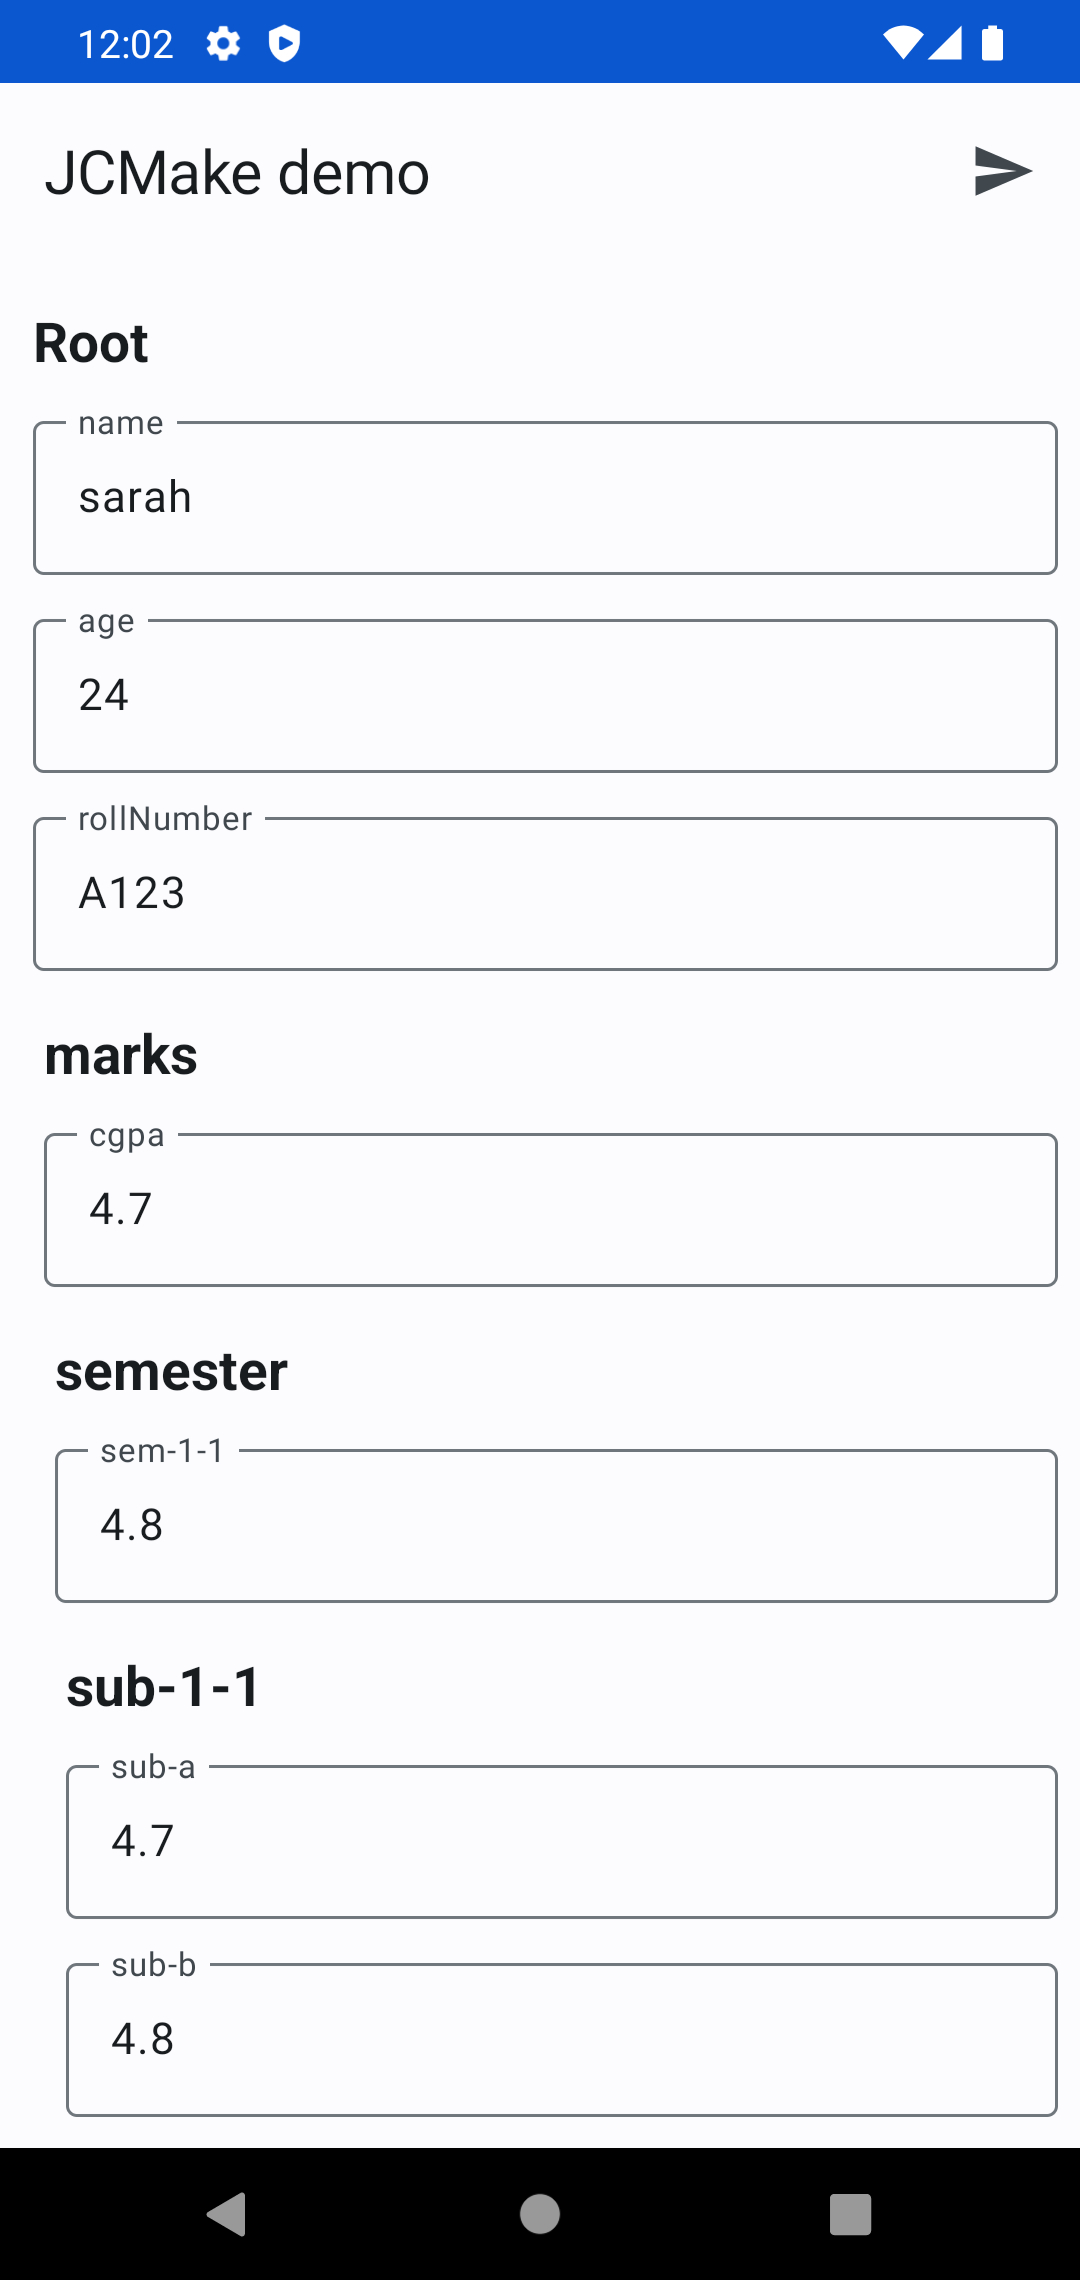 12:02
JCMake demo
Root
name
sarah
age
24
rollNumber
A123
marks
cgpa
4.7
semester
sem-1-1
4.8
sub-1-1
sub-a
4.7
sub-b
4.8